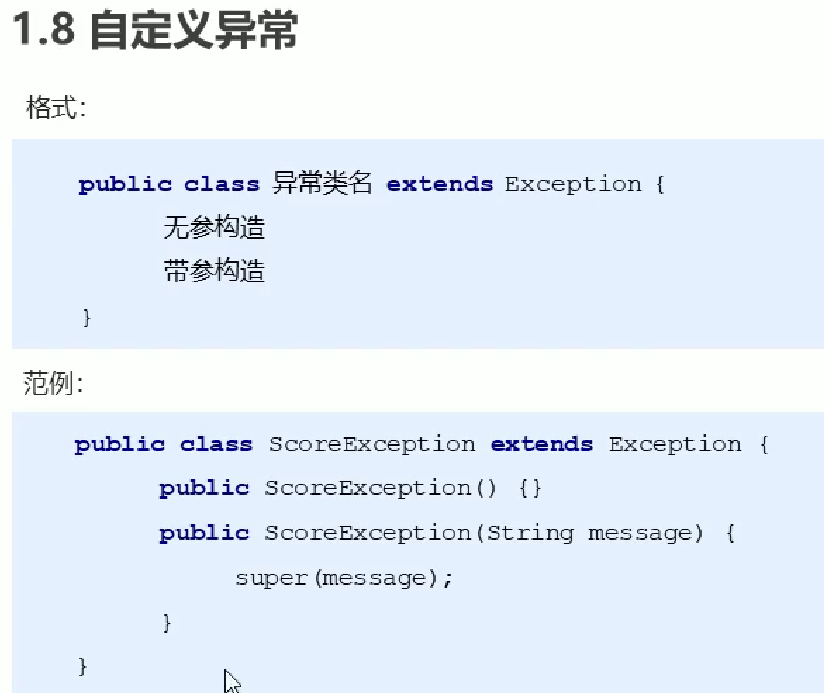 1.8 自定义异常
格式：
public class 异常类名 extends Exception {
无参构造
带参构造
}
范例：
public class ScoreException extends Exception {
public ScoreException() {}
public ScoreException(String message) {
super(message);
}
}